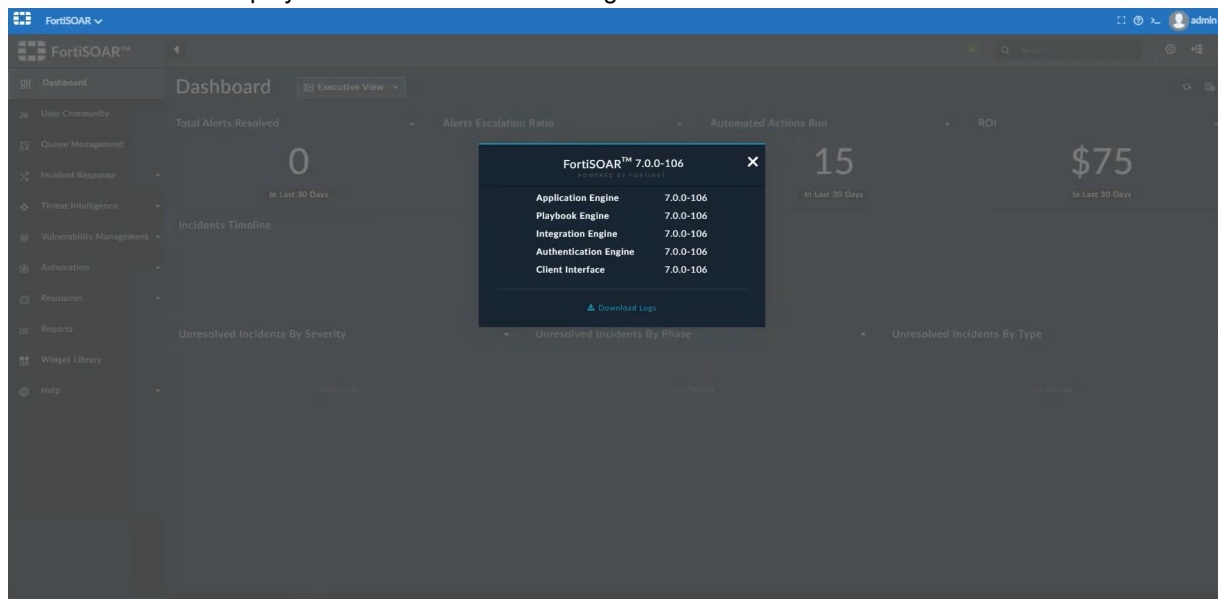 FortiSOAR
admin
FortiSOAR™
Dashboard
User Community
Queue Management
Incident Response
Threat Intelligence
Vulnerability Management
Automation
Resources
Reports
Widget Library
Help
Dashboard
Executive View
Total Alerts Resolved
Alerts Escalation Ratio
Automated Actions Run
ROI
0
15
$75
In Last 30 Days
In Last 30 Days
In Last 30 Days
Incidents Timeline
Unresolved Incidents By Severity
Unresolved Incidents By Phase
Unresolved Incidents By Type
FortiSOAR™ 7.0.0-106
POWERED BY FORTINET
Application Engine 7.0.0-106
Playbook Engine 7.0.0-106
Integration Engine 7.0.0-106
Authentication Engine 7.0.0-106
Client Interface 7.0.0-106
Download Logs